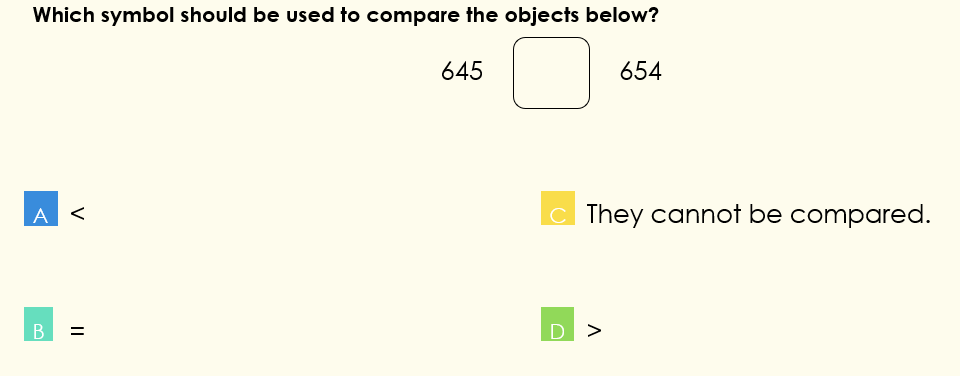 Which symbol should be used to compare the objects below?
645 654
A <
C They cannot be compared.
B =
D >